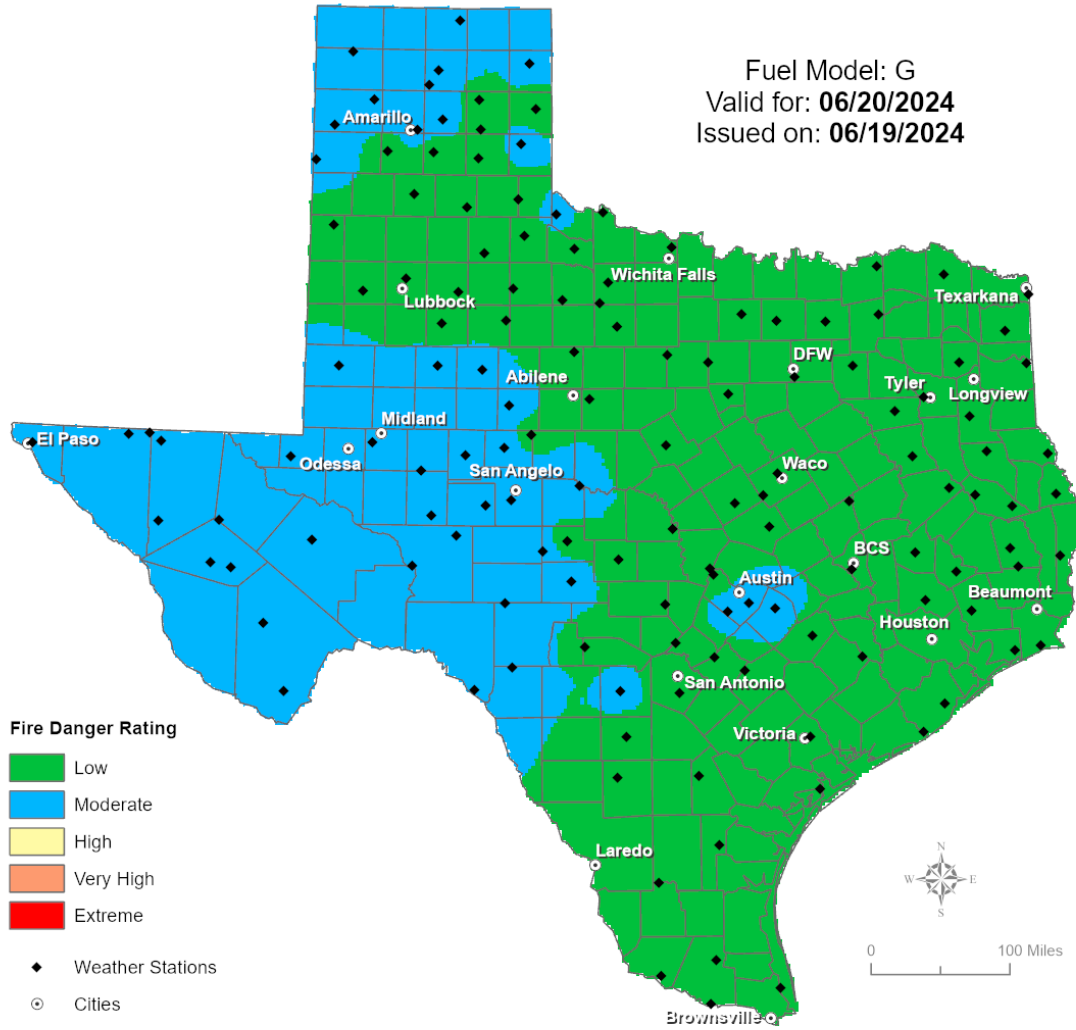 Fuel Model: G
Valid for: 06/20/2024
Issued on: 06/19/2024
Amarillo
Wichita Falls
Lubbock
Texarkana
DFW
Abilene
Tyler
Longview
Midland
El Paso
Odessa
San Angelo
Waco
BCS
Austin
Beaumont
Houston
San Antonio
Victoria
Laredo
Brownsville
Fire Danger Rating
Low
Moderate
High
Very High
Extreme
Weather Stations
Cities
N
W
E
S
0
100 Miles